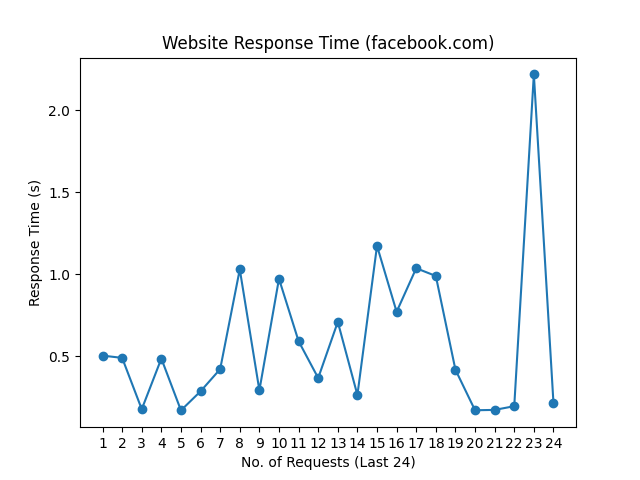 Website Response Time (facebook.com)
Response Time (s)
2.0
1.5
1.0
0.5
1 2 3 4 5 6 7 8 9 10 11 12 13 14 15 16 17 18 19 20 21 22 23 24
No. of Requests (Last 24)